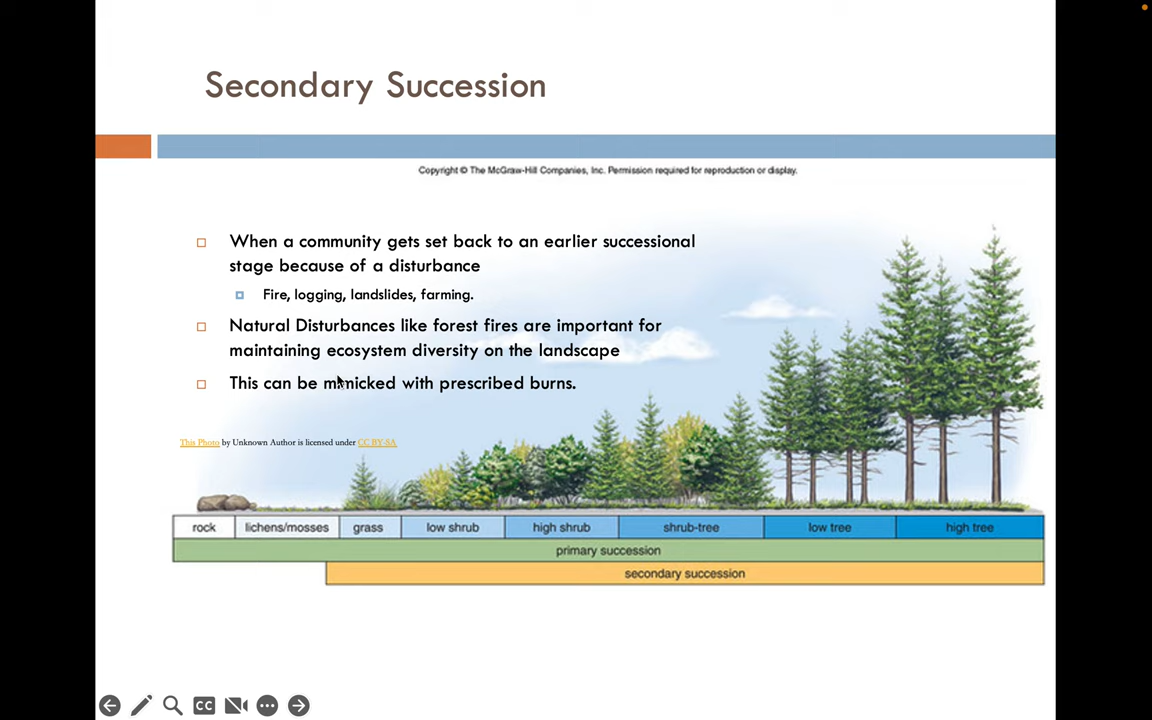 Secondary Succession
Copyright © The McGraw-Hill Companies, Inc. Permission required for reproduction or display.
When a community gets set back to an earlier successional
stage because of a disturbance
Fire, logging, landslides, farming.
Natural Disturbances like forest fires are important for
maintaining ecosystem diversity on the landscape
This can be mimicked with prescribed burns.
This Photo by Unknown Author is licensed under CC BY-SA
rock lichens/mosses grass low shrub high shrub shrub-tree low tree high tree
primary succession
secondary succession
CC